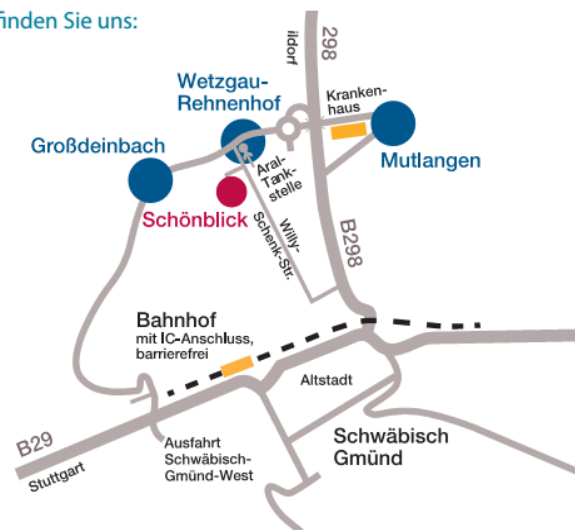 finden Sie uns:
298
ildorf
Wetzgau-
Rehnenhof
Kranken-
haus
Großdeinbach
Mutlangen
Aral-
Tank-
stelle
Schönblick
Willy-
Schenk-Str.
B298
Bahnhof
mit IC-Anschluss,
barrierefrei
Altstadt
B29
Stuttgart
Ausfahrt
Schwäbisch-
Gmünd-West
Schwäbisch
Gmünd